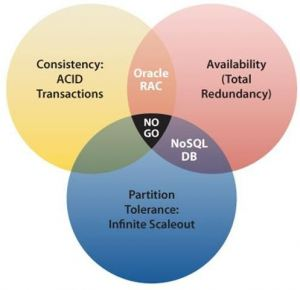 Consistency:
ACID
Transactions
Oracle
RAC
Availability
(Total
Redundancy)
NO
GO
NoSQL
DB
Partition
Tolerance:
Infinite Scaleout